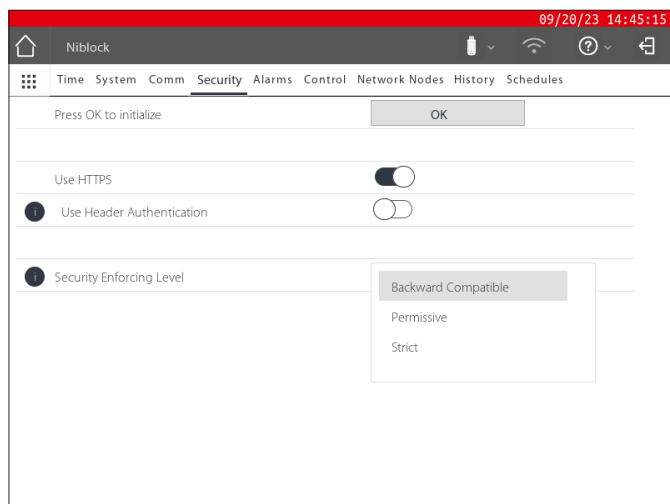 09/20/23 14:45:15
Niblock
Time System Comm Security Alarms Control Network Nodes History Schedules
Press OK to initialize OK
Use HTTPS
i Use Header Authentication
i Security Enforcing Level
Backward Compatible
Permissive
Strict